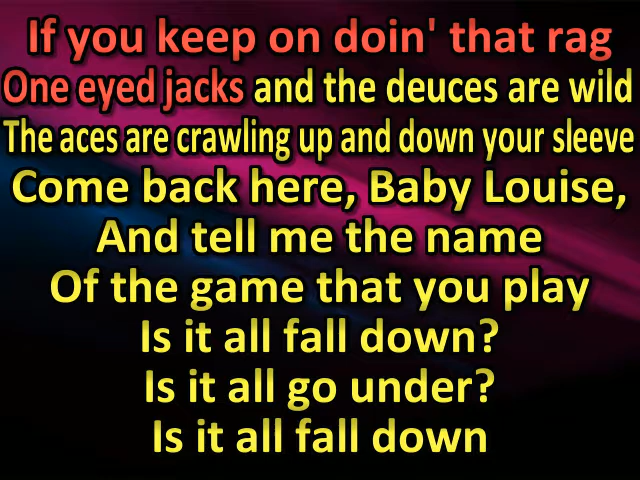 If you keep on doin' that rag
One eyed jacks and the deuces are wild
The aces are crawling up and down your sleeve
Come back here, Baby Louise,
And tell me the name
Of the game that you play
Is it all fall down?
Is it all go under?
Is it all fall down